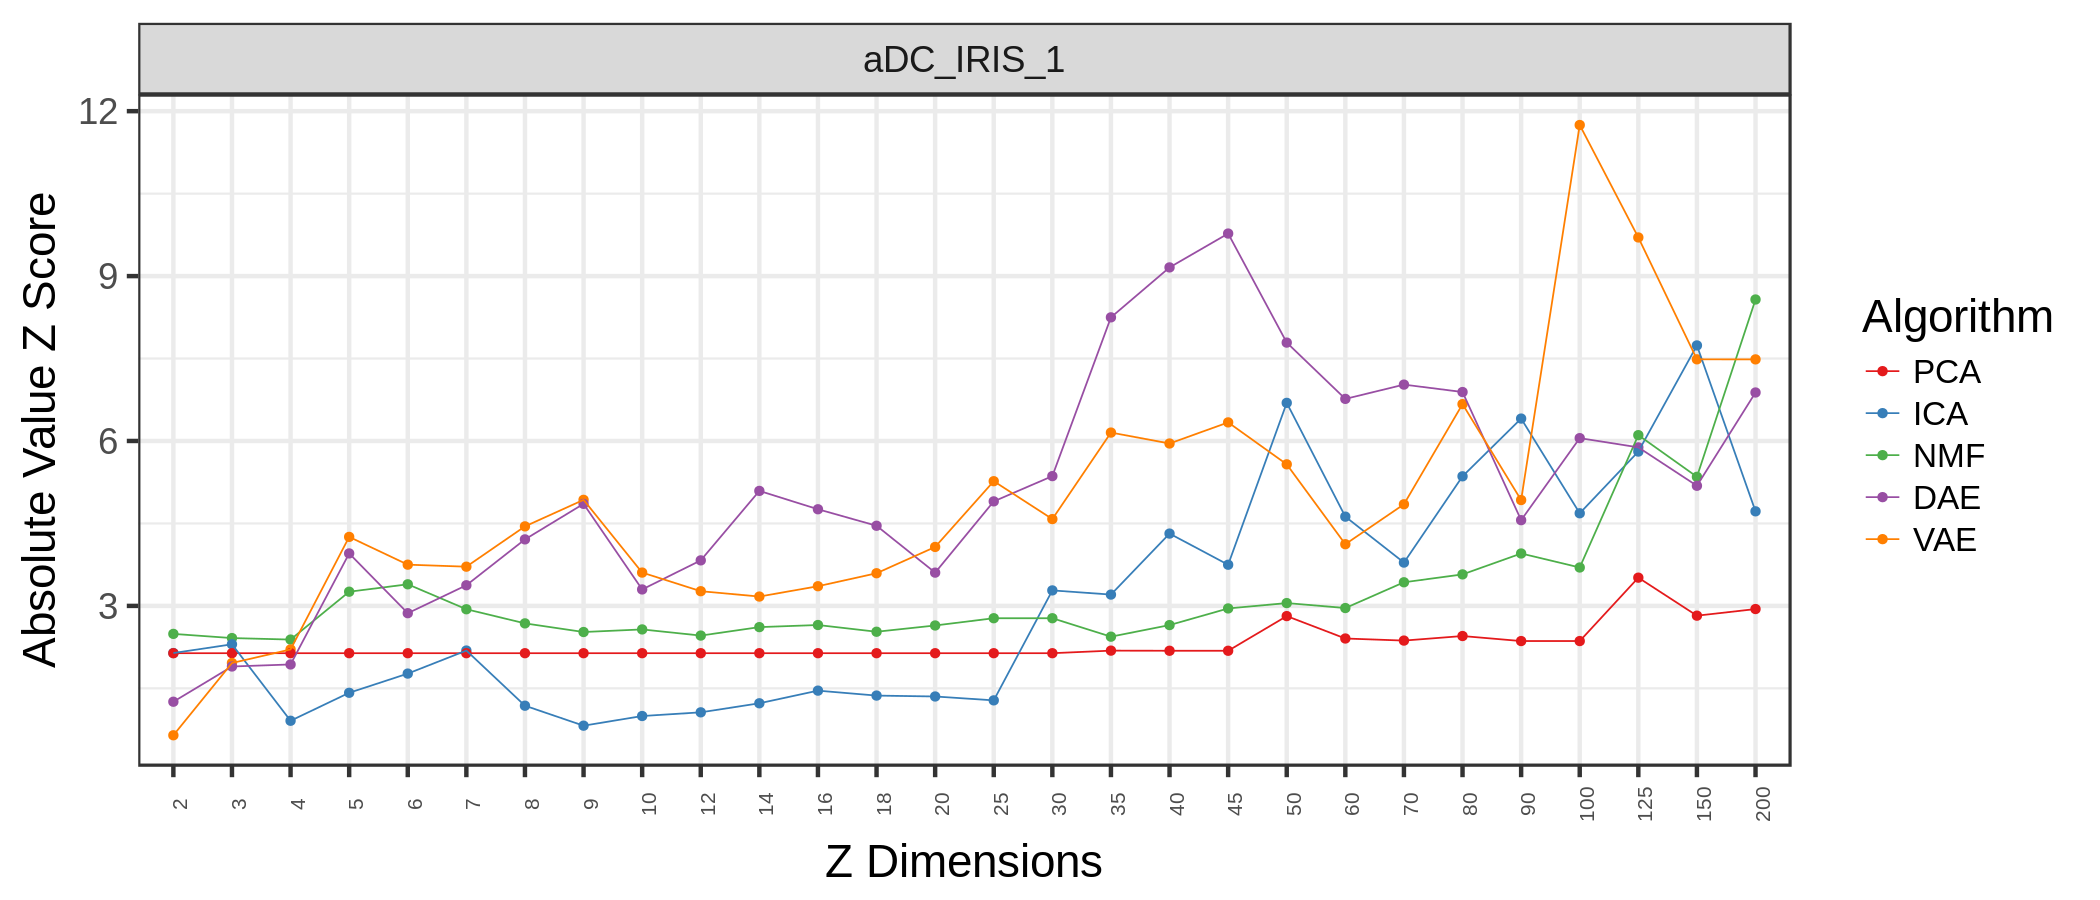 aDC_IRIS_1
12
9
6
3
Absolute Value Z Score
2 3 4 5 6 7 8 9 10 12 14 16 18 20 25 30 35 40 45 50 60 70 80 90 100 125 150 200
Z Dimensions
Algorithm
PCA
ICA
NMF
DAE
VAE